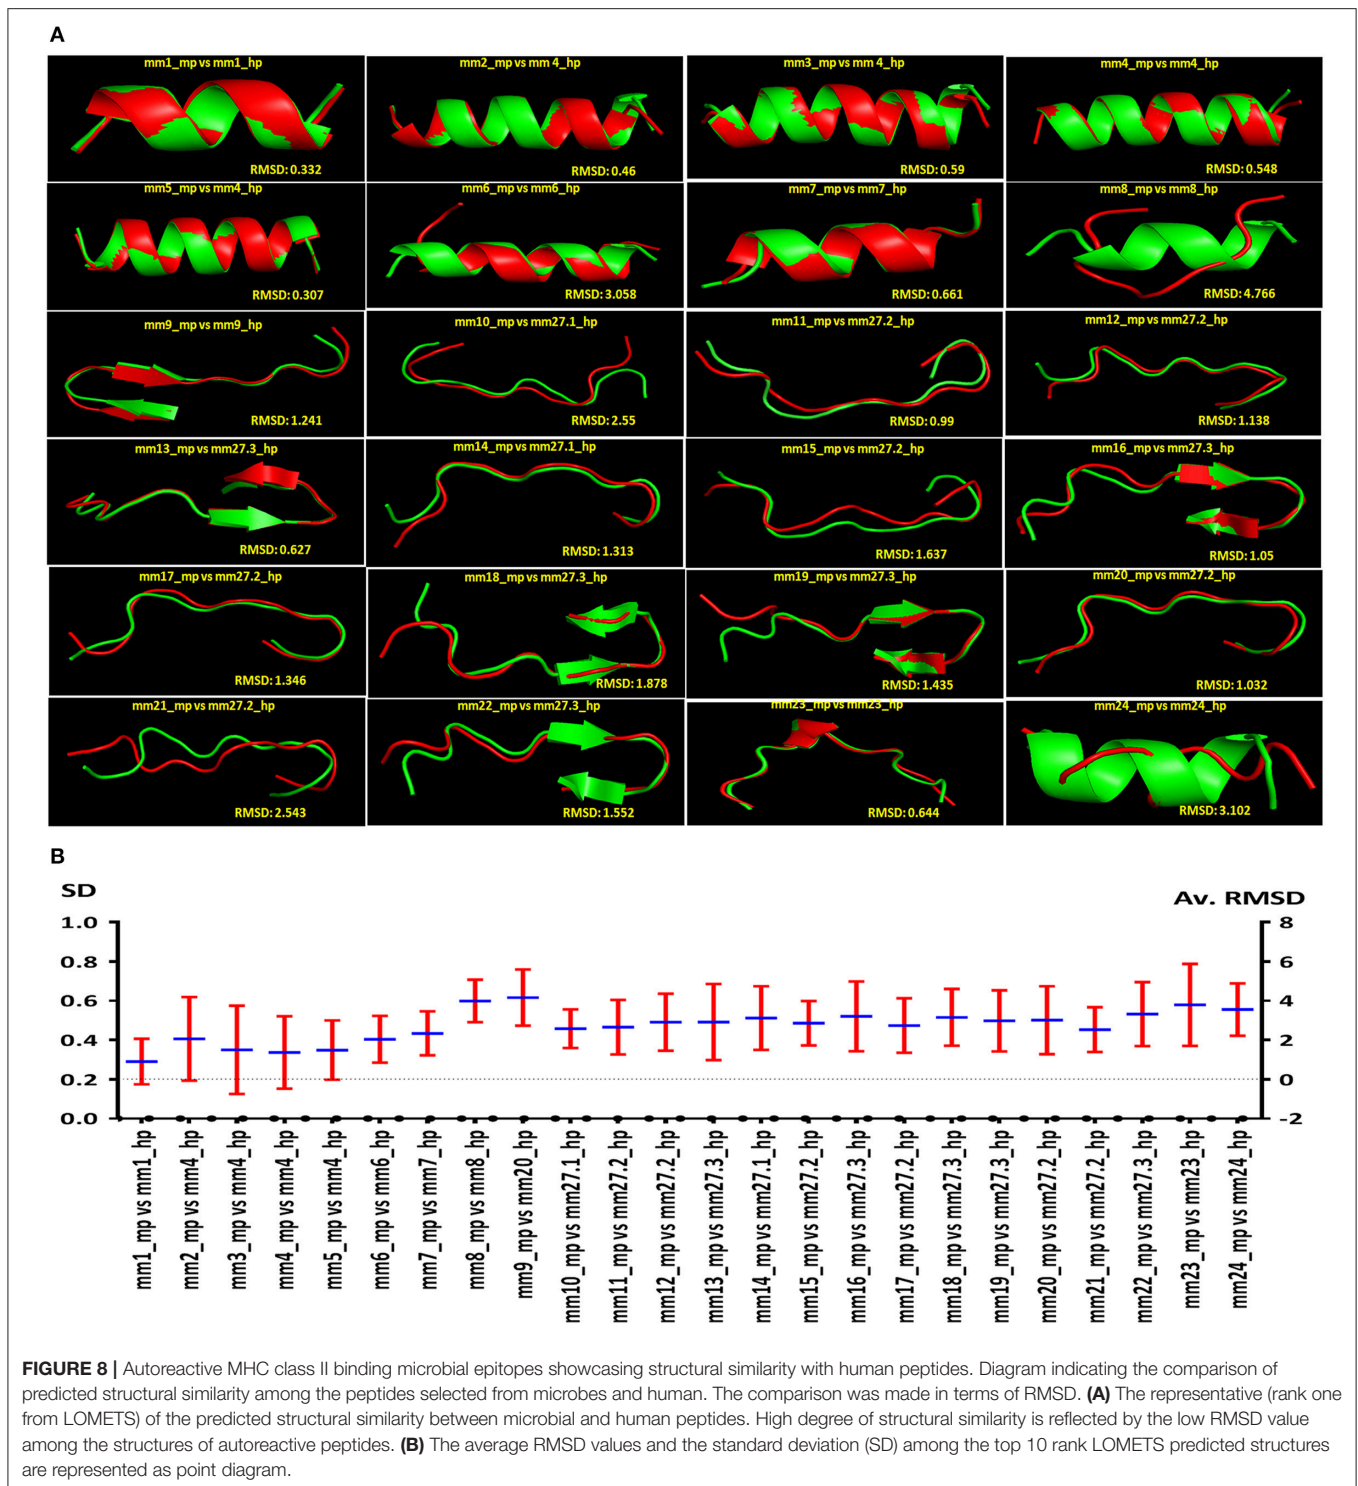 A
mm1_mp vs mm1_hp
RMSD: 0.332
mm2_mp vs mm 4_hp
RMSD: 0.46
mm3_mp vs mm 4_hp
RMSD: 0.59
mm4_mp vs mm4_hp
RMSD: 0.548
mm5_mp vs mm4_hp
RMSD: 0.307
mm6_mp vs mm6_hp
RMSD: 3.058
mm7_mp vs mm7_hp
RMSD: 0.661
mm8_mp vs mm8_hp
RMSD: 4.766
mm9_mp vs mm9_hp
RMSD: 1.241
mm10_mp vs mm27.1_hp
RMSD: 2.55
mm11_mp vs mm27.2_hp
RMSD: 0.99
mm12_mp vs mm27.2_hp
RMSD: 1.138
mm13_mp vs mm27.3_hp
RMSD: 0.627
mm14_mp vs mm27.1_hp
RMSD: 1.313
mm15_mp vs mm27.2_hp
RMSD: 1.637
mm16_mp vs mm27.3_hp
RMSD: 1.05
mm17_mp vs mm27.2_hp
RMSD: 1.346
mm18_mp vs mm27.3_hp
RMSD: 1.878
mm19_mp vs mm27.3_hp
RMSD: 1.435
mm20_mp vs mm27.2_hp
RMSD: 1.032
mm21_mp vs mm27.2_hp
RMSD: 2.543
mm22_mp vs mm27.3_hp
RMSD: 1.552
mm23_mp vs mm23_hp
RMSD: 0.644
mm24_mp vs mm24_hp
RMSD: 3.102
B
SD
Av. RMSD
1.0
0.8
0.6
0.4
0.2
0.0
8
6
4
2
0
-2
mm1_mp vs mm1_hp
mm2_mp vs mm4_hp
mm3_mp vs mm4_hp
mm4_mp vs mm4_hp
mm5_mp vs mm4_hp
mm6_mp vs mm6_hp
mm7_mp vs mm7_hp
mm8_mp vs mm8_hp
mm9_mp vs mm20_hp
mm10_mp vs mm27.1_hp
mm11_mp vs mm27.2_hp
mm12_mp vs mm27.2_hp
mm13_mp vs mm27.3_hp
mm14_mp vs mm27.1_hp
mm15_mp vs mm27.2_hp
mm16_mp vs mm27.3_hp
mm17_mp vs mm27.2_hp
mm18_mp vs mm27.3_hp
mm19_mp vs mm27.3_hp
mm20_mp vs mm27.2_hp
mm21_mp vs mm27.2_hp
mm22_mp vs mm27.3_hp
mm23_mp vs mm23_hp
mm24_mp vs mm24_hp
FIGURE 8 | Autoreactive MHC class II binding microbial epitopes showcasing structural similarity with human peptides. Diagram indicating the comparison of
predicted structural similarity among the peptides selected from microbes and human. The comparison was made in terms of RMSD. (A) The representative (rank one
from LOMETS) of the predicted structural similarity between microbial and human peptides. High degree of structural similarity is reflected by the low RMSD value
among the structures of autoreactive peptides. (B) The average RMSD values and the standard deviation (SD) among the top 10 rank LOMETS predicted structures
are represented as point diagram.